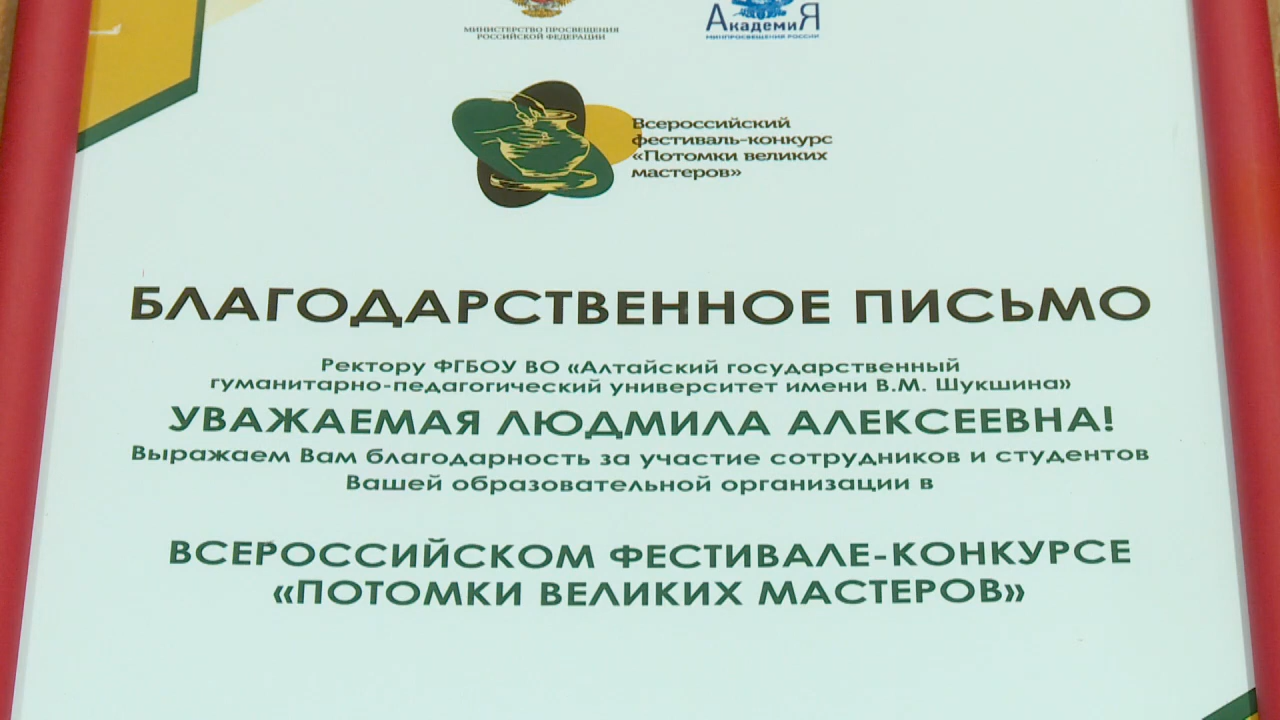 МИНИСТЕРСТВО ПРОСВЕЩЕНИЯ
РОССИЙСКОЙ ФЕДЕРАЦИИ
АкадемиЯ
МИНПРОСВЕЩЕНИЯ РОССИИ
Всероссийский
фестиваль-конкурс
«Потомки великих
мастеров»
БЛАГОДАРСТВЕННОЕ ПИСЬМО
Ректору ФГБОУ ВО «Алтайский государственный
гуманитарно-педагогический университет имени В.М. Шукшина»
УВАЖАЕМАЯ ЛЮДМИЛА АЛЕКСЕЕВНА!
Выражаем Вам благодарность за участие сотрудников и студентов
Вашей образовательной организации в
ВСЕРОССИЙСКОМ ФЕСТИВАЛЕ-КОНКУРСЕ
«ПОТОМКИ ВЕЛИКИХ МАСТЕРОВ»